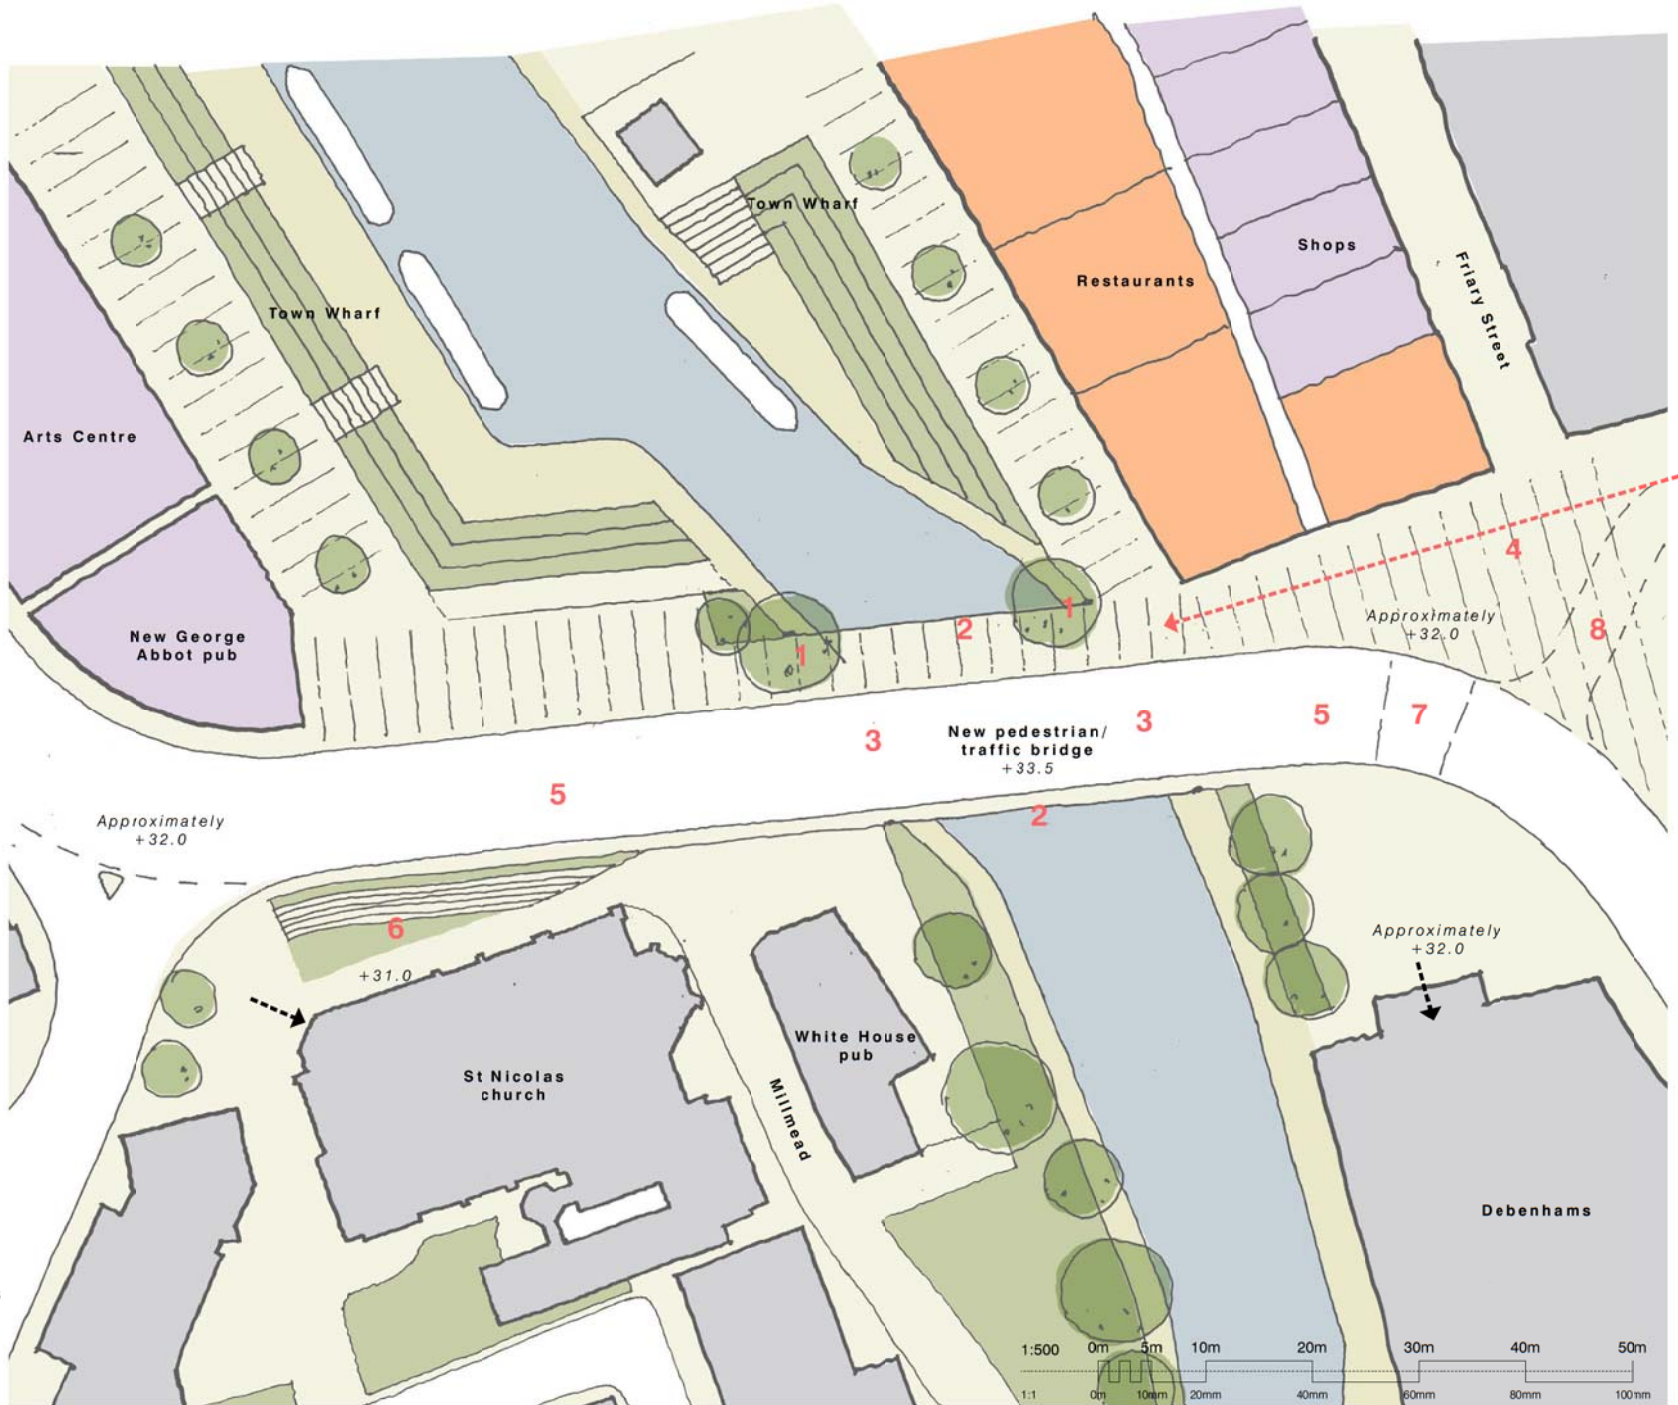 Town Wharf
Shops
Restaurants
Friary Street
Town Wharf
Arts Centre
4
1
Approximately
+32.0
2
8
New George
Abbot pub
1
5
7
3
3
New pedestrian/
traffic bridge
+33.5
5
2
Approximately
+32.0
6
+31.0
Approximately
+32.0
White House
pub
St Nicolas
church
Millmead
Debenhams
1:500 0m 5m 10m 20m 30m 40m 50m
1:1 0m 10mm 20mm 40mm 60mm 80mm 100mm